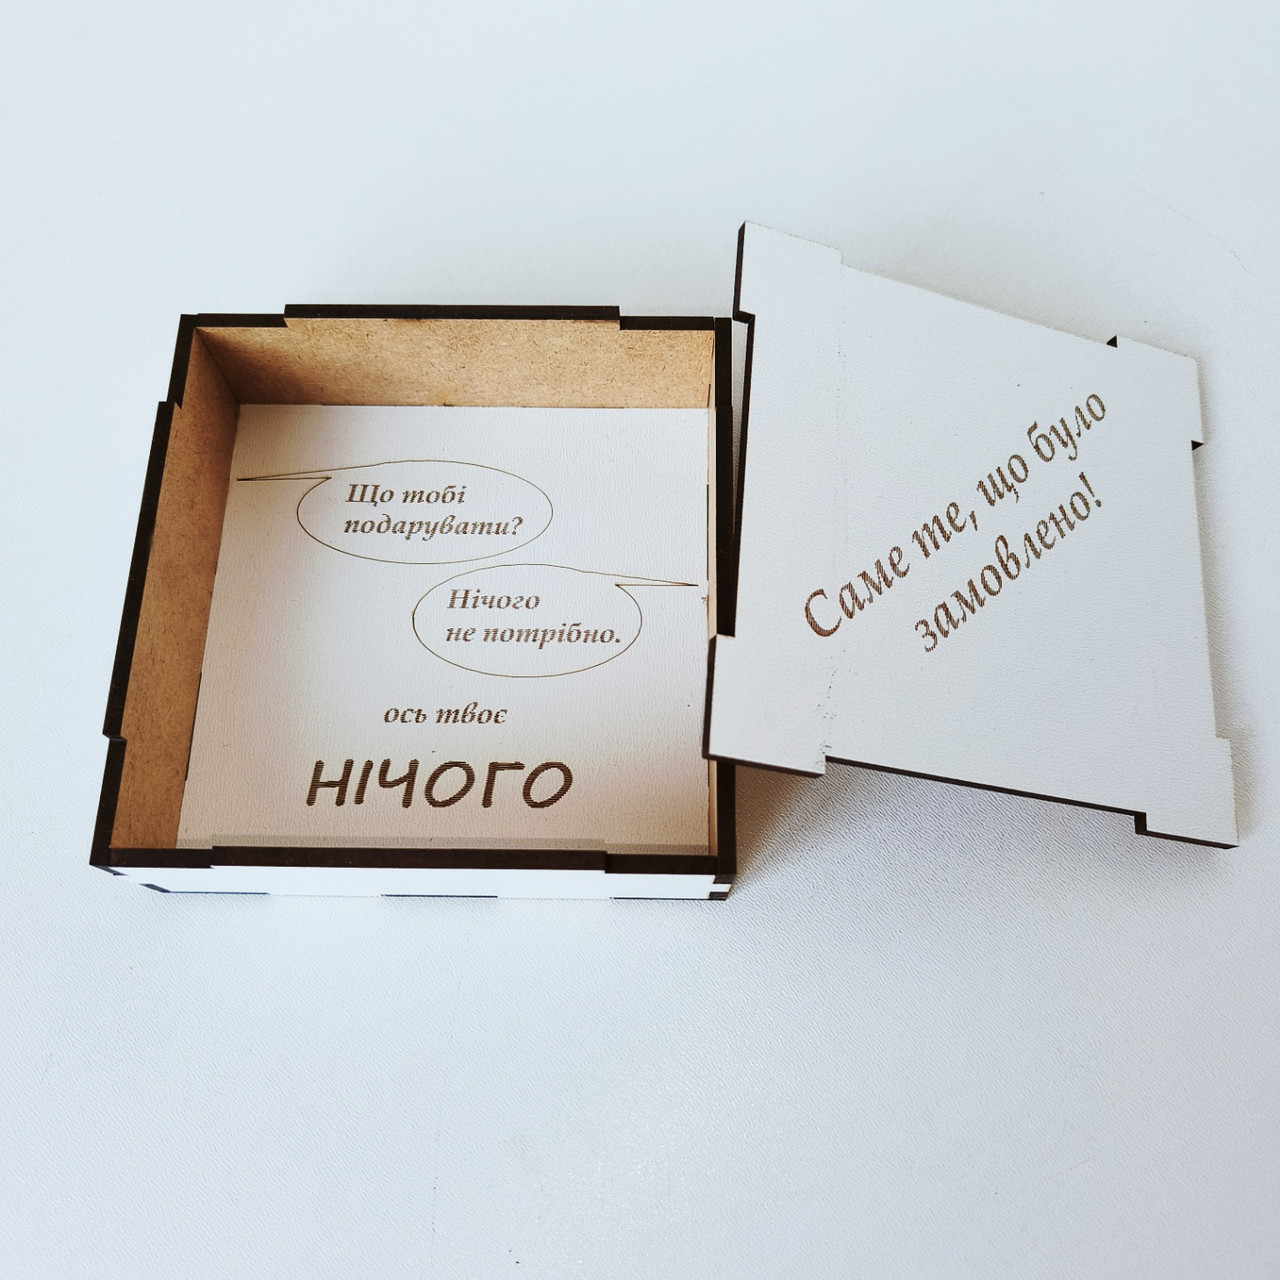 Що тобі
подарувати?
Нічого
не потрібно.
ось твоє
НІЧОГО
Саме те, що було
замовлено!